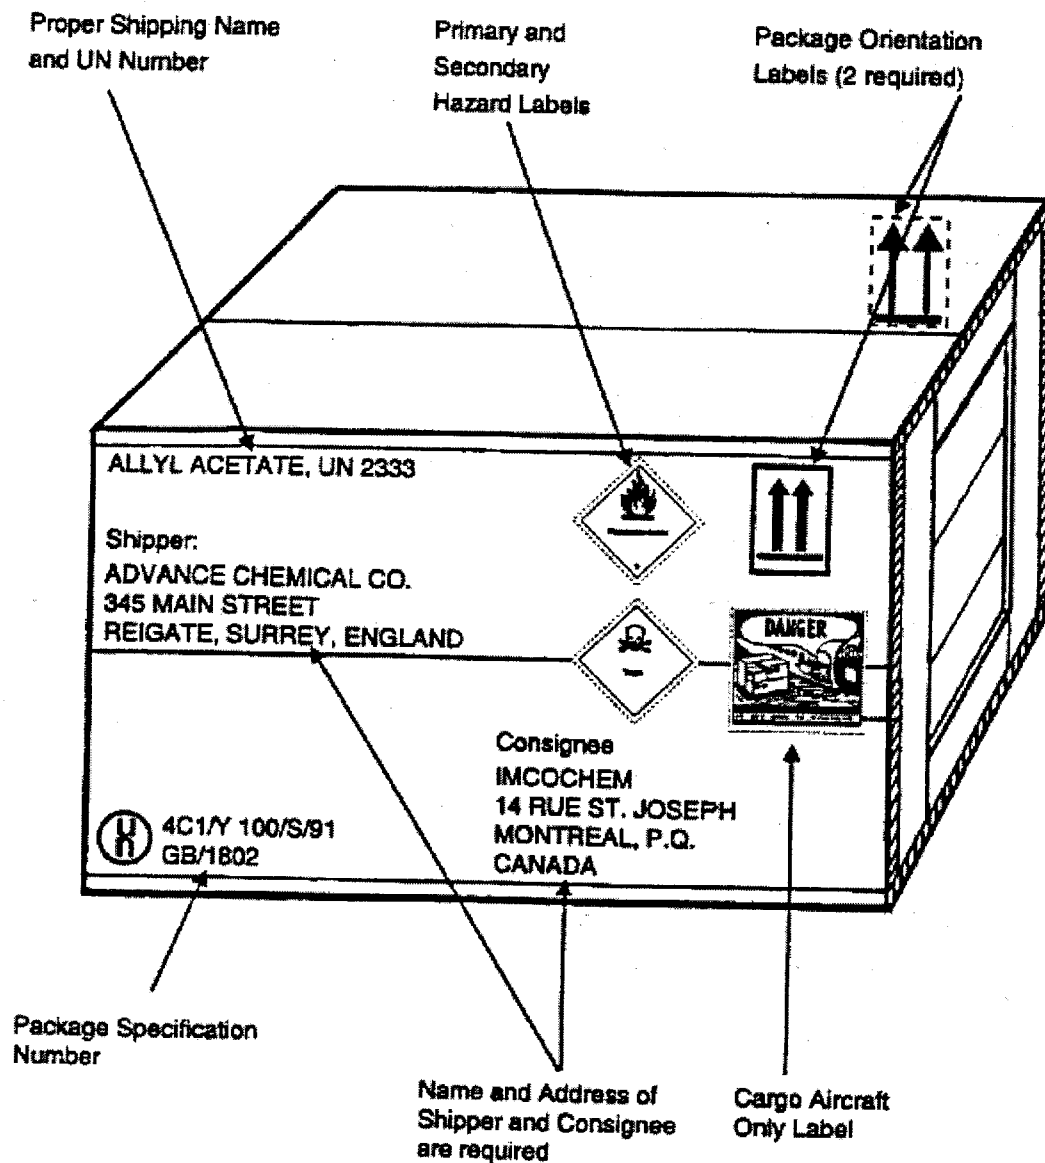 Proper Shipping Name
and UN Number
Primary and
Secondary
Hazard Labels
Package Orientation
Labels (2 required)
ALLYL ACETATE, UN 2333
Shipper:
ADVANCE CHEMICAL CO.
345 MAIN STREET
REIGATE, SURREY, ENGLAND
DANGER
Consignee
IMCOCHEM
14 RUE ST. JOSEPH
MONTREAL, P.Q.
CANADA
un
4C1/Y 100/S/91
GB/1802
Package Specification
Number
Name and Address of
Shipper and Consignee
are required
Cargo Aircraft
Only Label